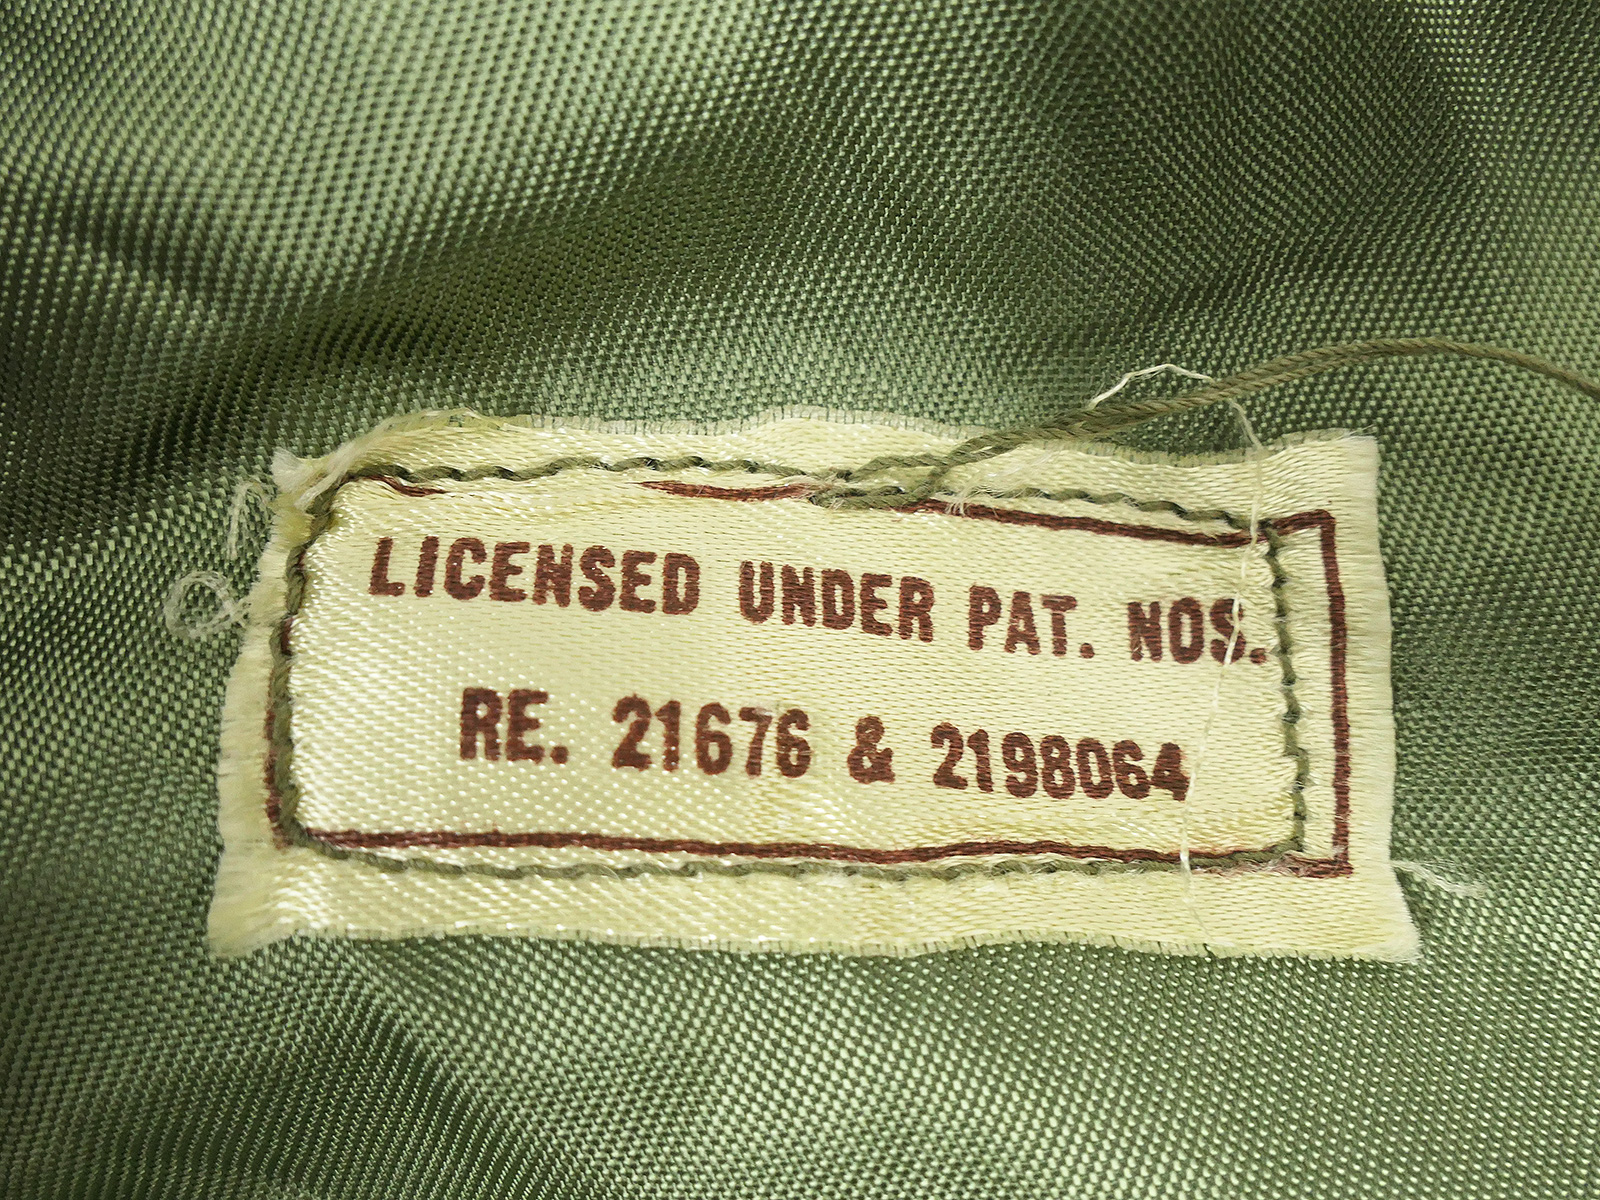 LICENSED UNDER PAT. NOS.
RE. 21676 & 2198064